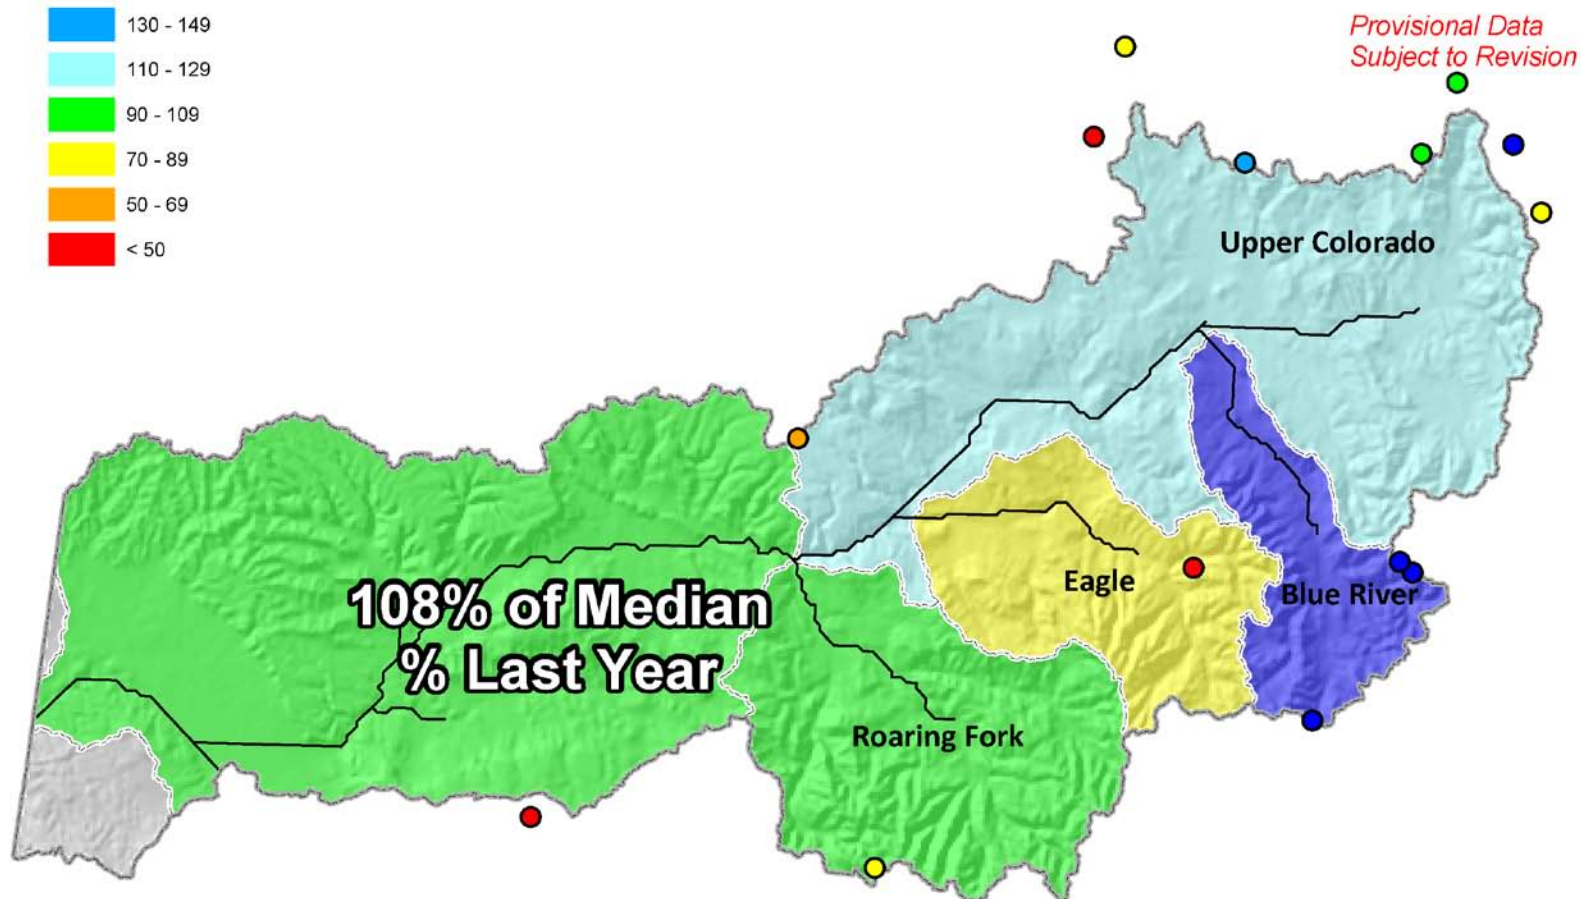 130 - 149
110 - 129
90 - 109
70 - 89
50 - 69
< 50
Provisional Data
Subject to Revision
Upper Colorado
Eagle
Blue River
108% of Median
% Last Year
Roaring Fork